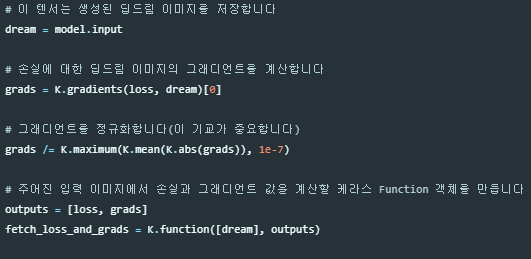 # 이 텐서는 생성된 딥드림 이미지를 저장합니다
dream = model.input
# 손실에 대한 딥드림 이미지의 그래디언트를 계산합니다
grads = K.gradients(loss, dream)[0]
# 그래디언트를 정규화합니다(이 기교가 중요합니다)
grads /= K.maximum(K.mean(K.abs(grads)), 1e-7)
# 주어진 입력 이미지에서 손실과 그래디언트 값을 계산할 케라스 Function 객체를 만듭니다
outputs = [loss, grads]
fetch_loss_and_grads = K.function([dream], outputs)